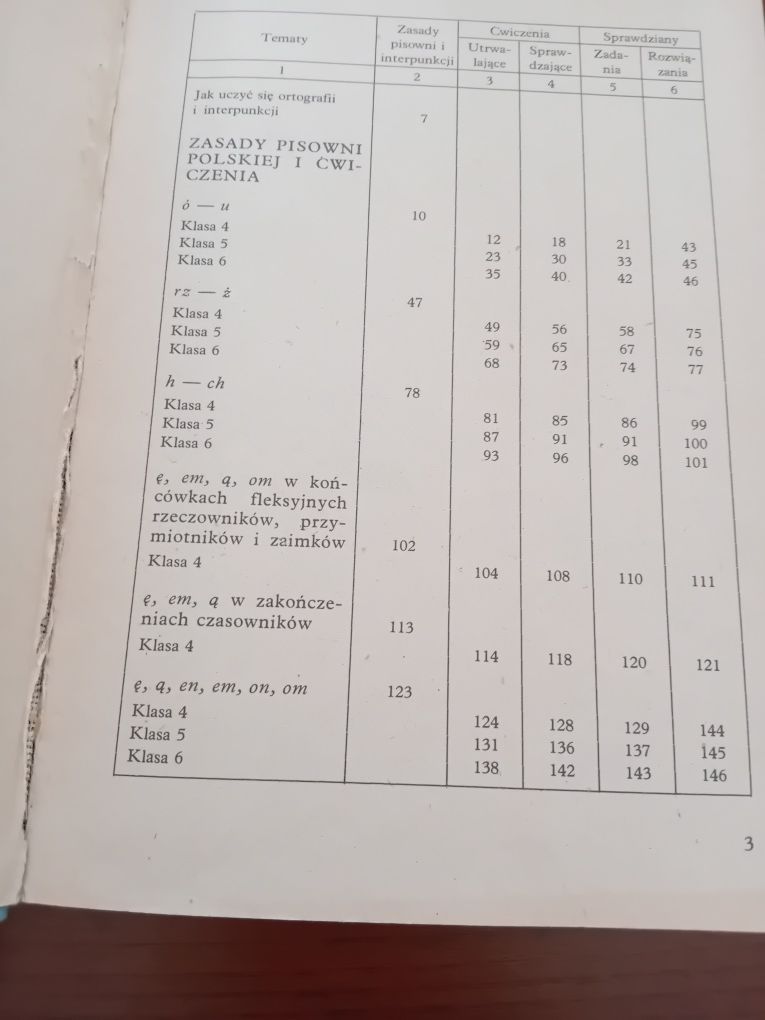 Tematy Zasady pisowni i interpunkcji Ćwiczenia Sprawdziany
Utrwa-lające Spraw-dzające Zada-nia Rozwią-zania
1 2 3 4 5 6
Jak uczyć się ortografii
i interpunkcji 7
ZASADY PISOWNI
POLSKIEJ I ĆWI-
CZENIA
ó — u 10
Klasa 4 12 18 21 43
Klasa 5 23 30 33 45
Klasa 6 35 40 42 46
rz — ż 47
Klasa 4 49 56 58 75
Klasa 5 59 65 67 76
Klasa 6 68 73 74 77
h — ch 78
Klasa 4 81 85 86 99
Klasa 5 87 91 91 100
Klasa 6 93 96 98 101
ę, em, ą, om w koń-
cówkach fleksyjnych
rzeczowników, przy-
miotników i zaimków 102
Klasa 4 104 108 110 111
ę, em, ą w zakończe-
niach czasowników 113
Klasa 4 114 118 120 121
ę, ą, en, em, on, om 123
Klasa 4 124 128 129 144
Klasa 5 131 136 137 145
Klasa 6 138 142 143 146
3